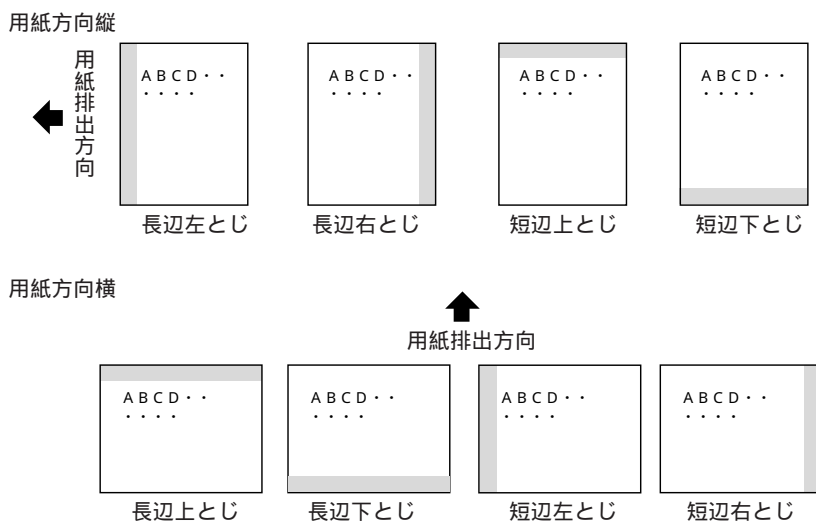 用紙方向縦
用紙排出方向
ABCD・・
・・・・
ABCD・・
・・・・
ABCD・・
・・・・
ABCD・・
・・・・
長辺左とじ
長辺右とじ
短辺上とじ
短辺下とじ
用紙方向横
用紙排出方向
ABCD・・
・・・・
ABCD・・
・・・・
ABCD・・
・・・・
ABCD・・
・・・・
長辺上とじ
長辺下とじ
短辺左とじ
短辺右とじ